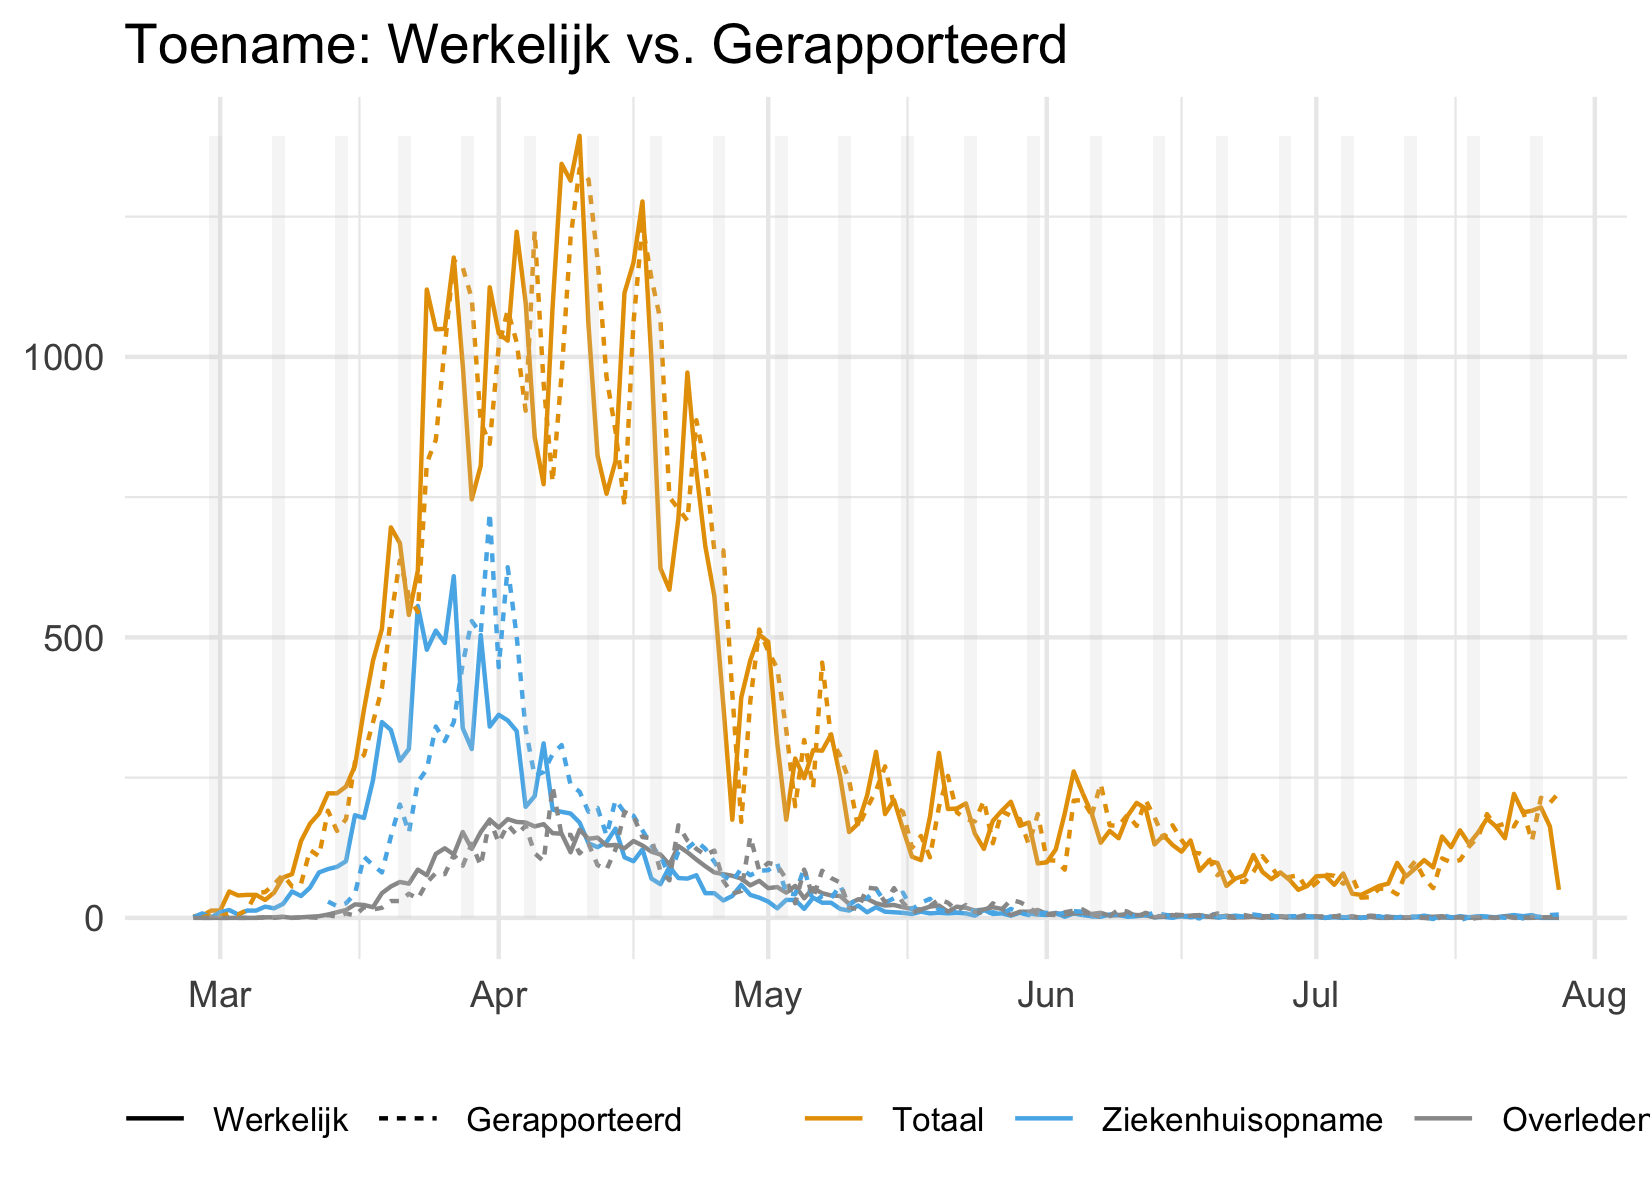 Toename: Werkelijk vs. Gerapporteerd
1000
500
0
Mar Apr May Jun Jul Aug
Werkelijk Gerapporteerd Totaal Ziekenhuisopname Overleden